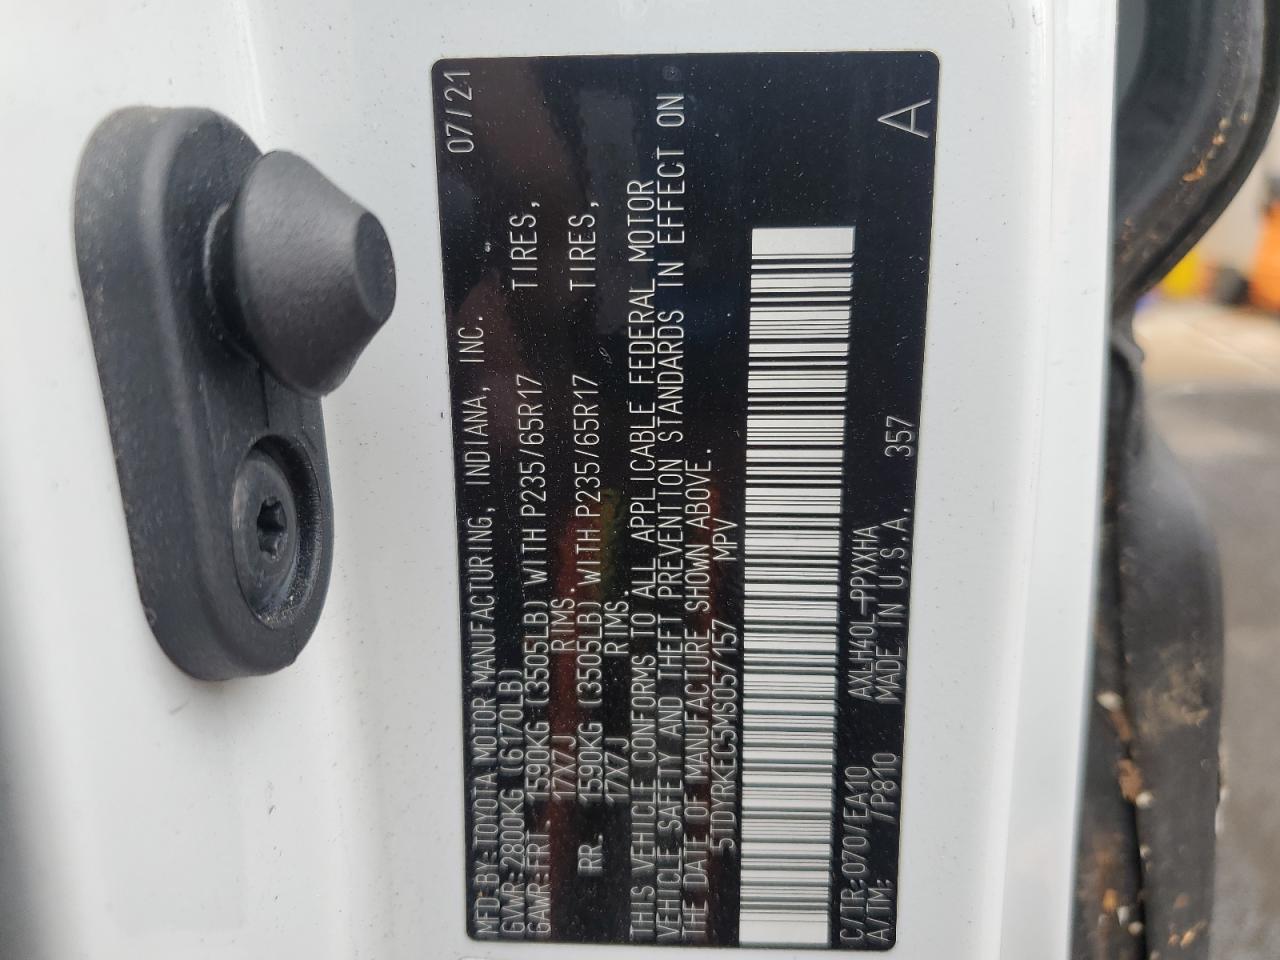 MFD BY: TOYOTA MOTOR MANUFACTURING, INDIANA, INC. 07/21
GVWR: 2800KG (6170LB)
GAWR: FRT. 1590KG (3505LB) WITH P235/65R17 TIRES,
17X7J RIMS.
RR. 1590KG (3505LB) WITH P235/65R17 TIRES,
17X7J RIMS.
THIS VEHICLE CONFORMS TO ALL APPLICABLE FEDERAL MOTOR
VEHICLE SAFETY AND THEFT PREVENTION STANDARDS IN EFFECT ON
THE DATE OF MANUFACTURE SHOWN ABOVE.
5TDYRKEC5MS057157 MPV
C/TR: 070/EA10 AXLH40L-PPXXHA
A/TM: /P810 MADE IN U.S.A. 357 A